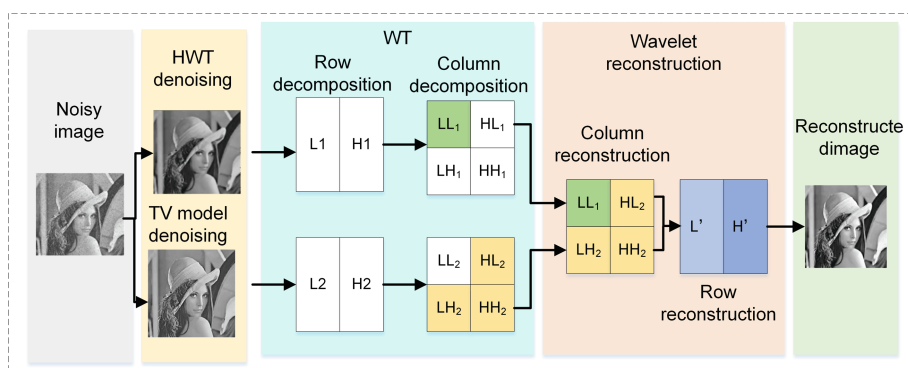 Noisy
image
HWT
denoising
TV model
denoising
WT
Row
decomposition
Column
decomposition
L1 H1
LL₁ HL₁
LH₁ HH₁
L2 H2
LL₂ HL₂
LH₂ HH₂
Wavelet
reconstruction
Column
reconstruction
LL₁ HL₂
LH₂ HH₂
L’ H’
Row
reconstruction
Reconstructe
dimage